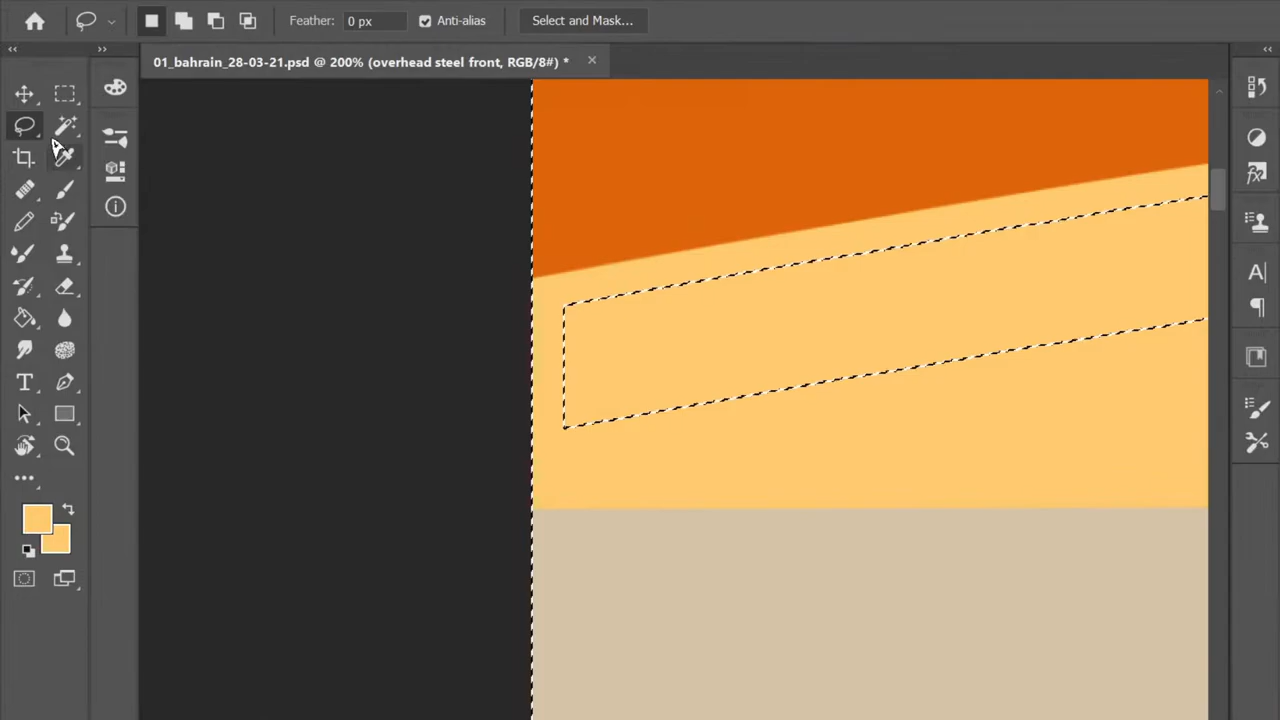 Feather: 0 px Anti-alias Select and Mask...
01_bahrain_28-03-21.psd @ 200% (overhead steel front, RGB/8#) *